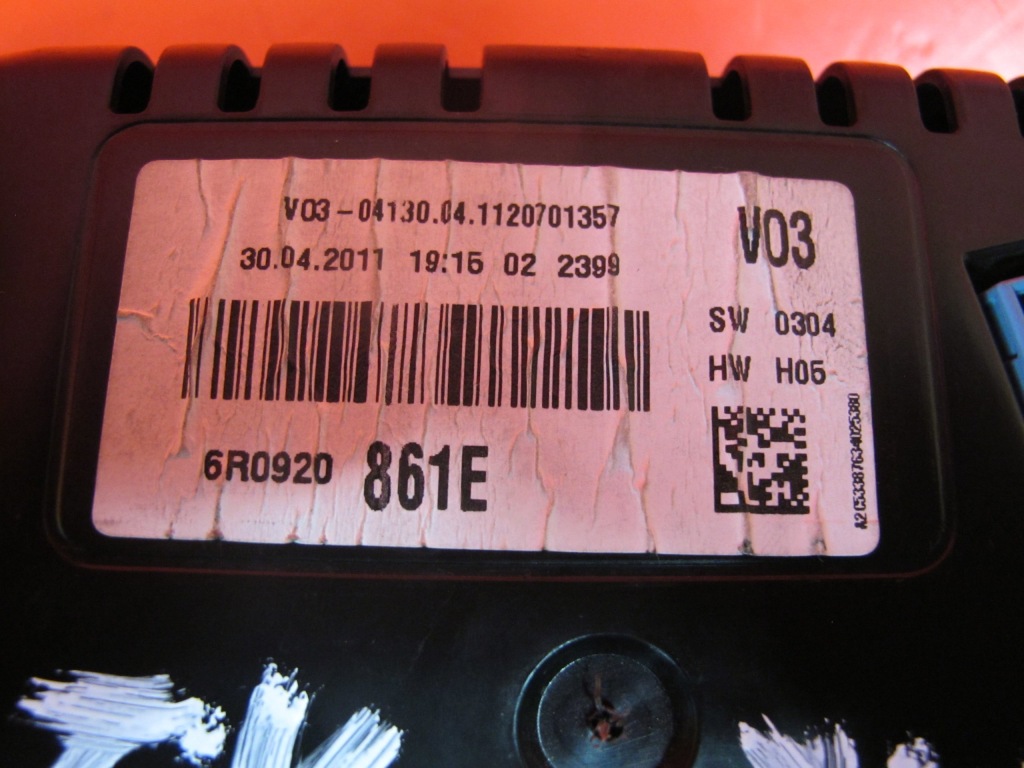 V03-04130.04.1120701357
30.04.2011 19:15 02 2399
V03
SW 0304
HW H05
6R0920 861E